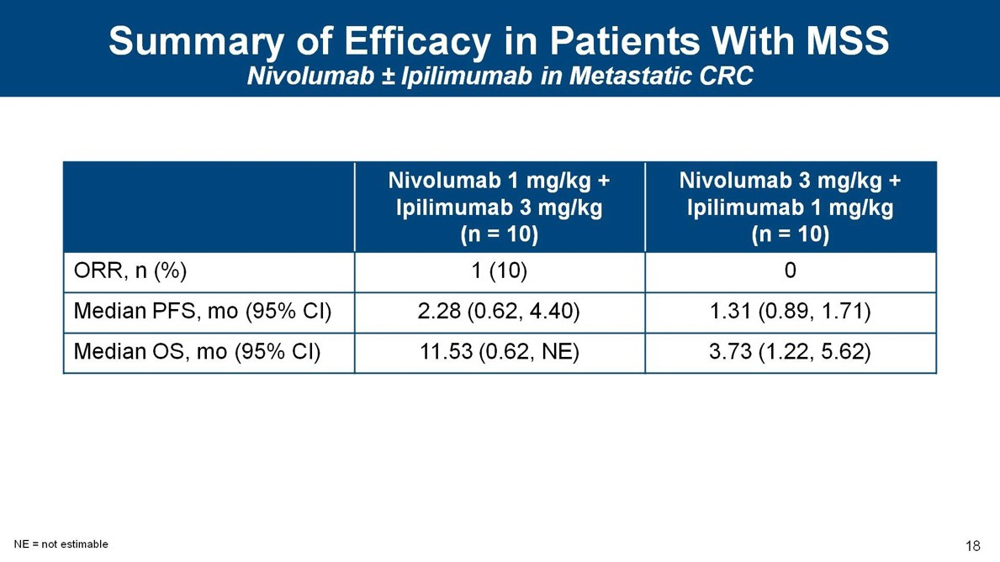 Summary of Efficacy in Patients With MSS
Nivolumab ± Ipilimumab in Metastatic CRC
Nivolumab 1 mg/kg +
Ipilimumab 3 mg/kg
(n = 10)
Nivolumab 3 mg/kg +
Ipilimumab 1 mg/kg
(n = 10)
ORR, n (%) 1 (10) 0
Median PFS, mo (95% CI) 2.28 (0.62, 4.40) 1.31 (0.89, 1.71)
Median OS, mo (95% CI) 11.53 (0.62, NE) 3.73 (1.22, 5.62)
NE = not estimable
18